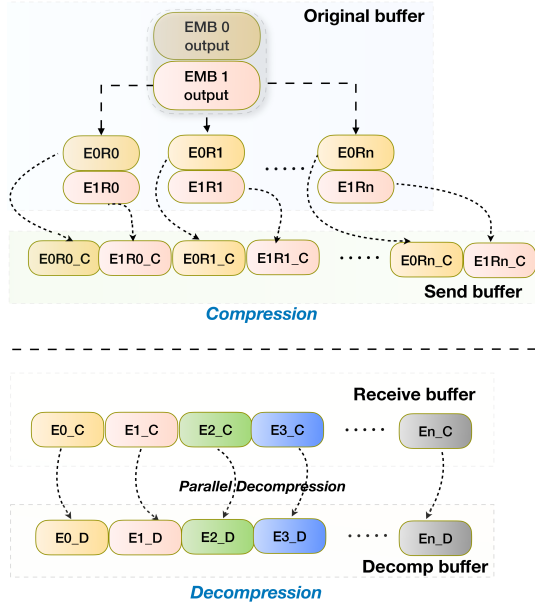 Original buffer
EMB 0
output
EMB 1
output
E0R0
E0R1
E0Rn
E1R0
E1R1
E1Rn
E0R0_C
E1R0_C
E0R1_C
E1R1_C
E0Rn_C
E1Rn_C
Send buffer
Compression
Receive buffer
E0_C
E1_C
E2_C
E3_C
En_C
Parallel Decompression
E0_D
E1_D
E2_D
E3_D
En_D
Decomp buffer
Decompression